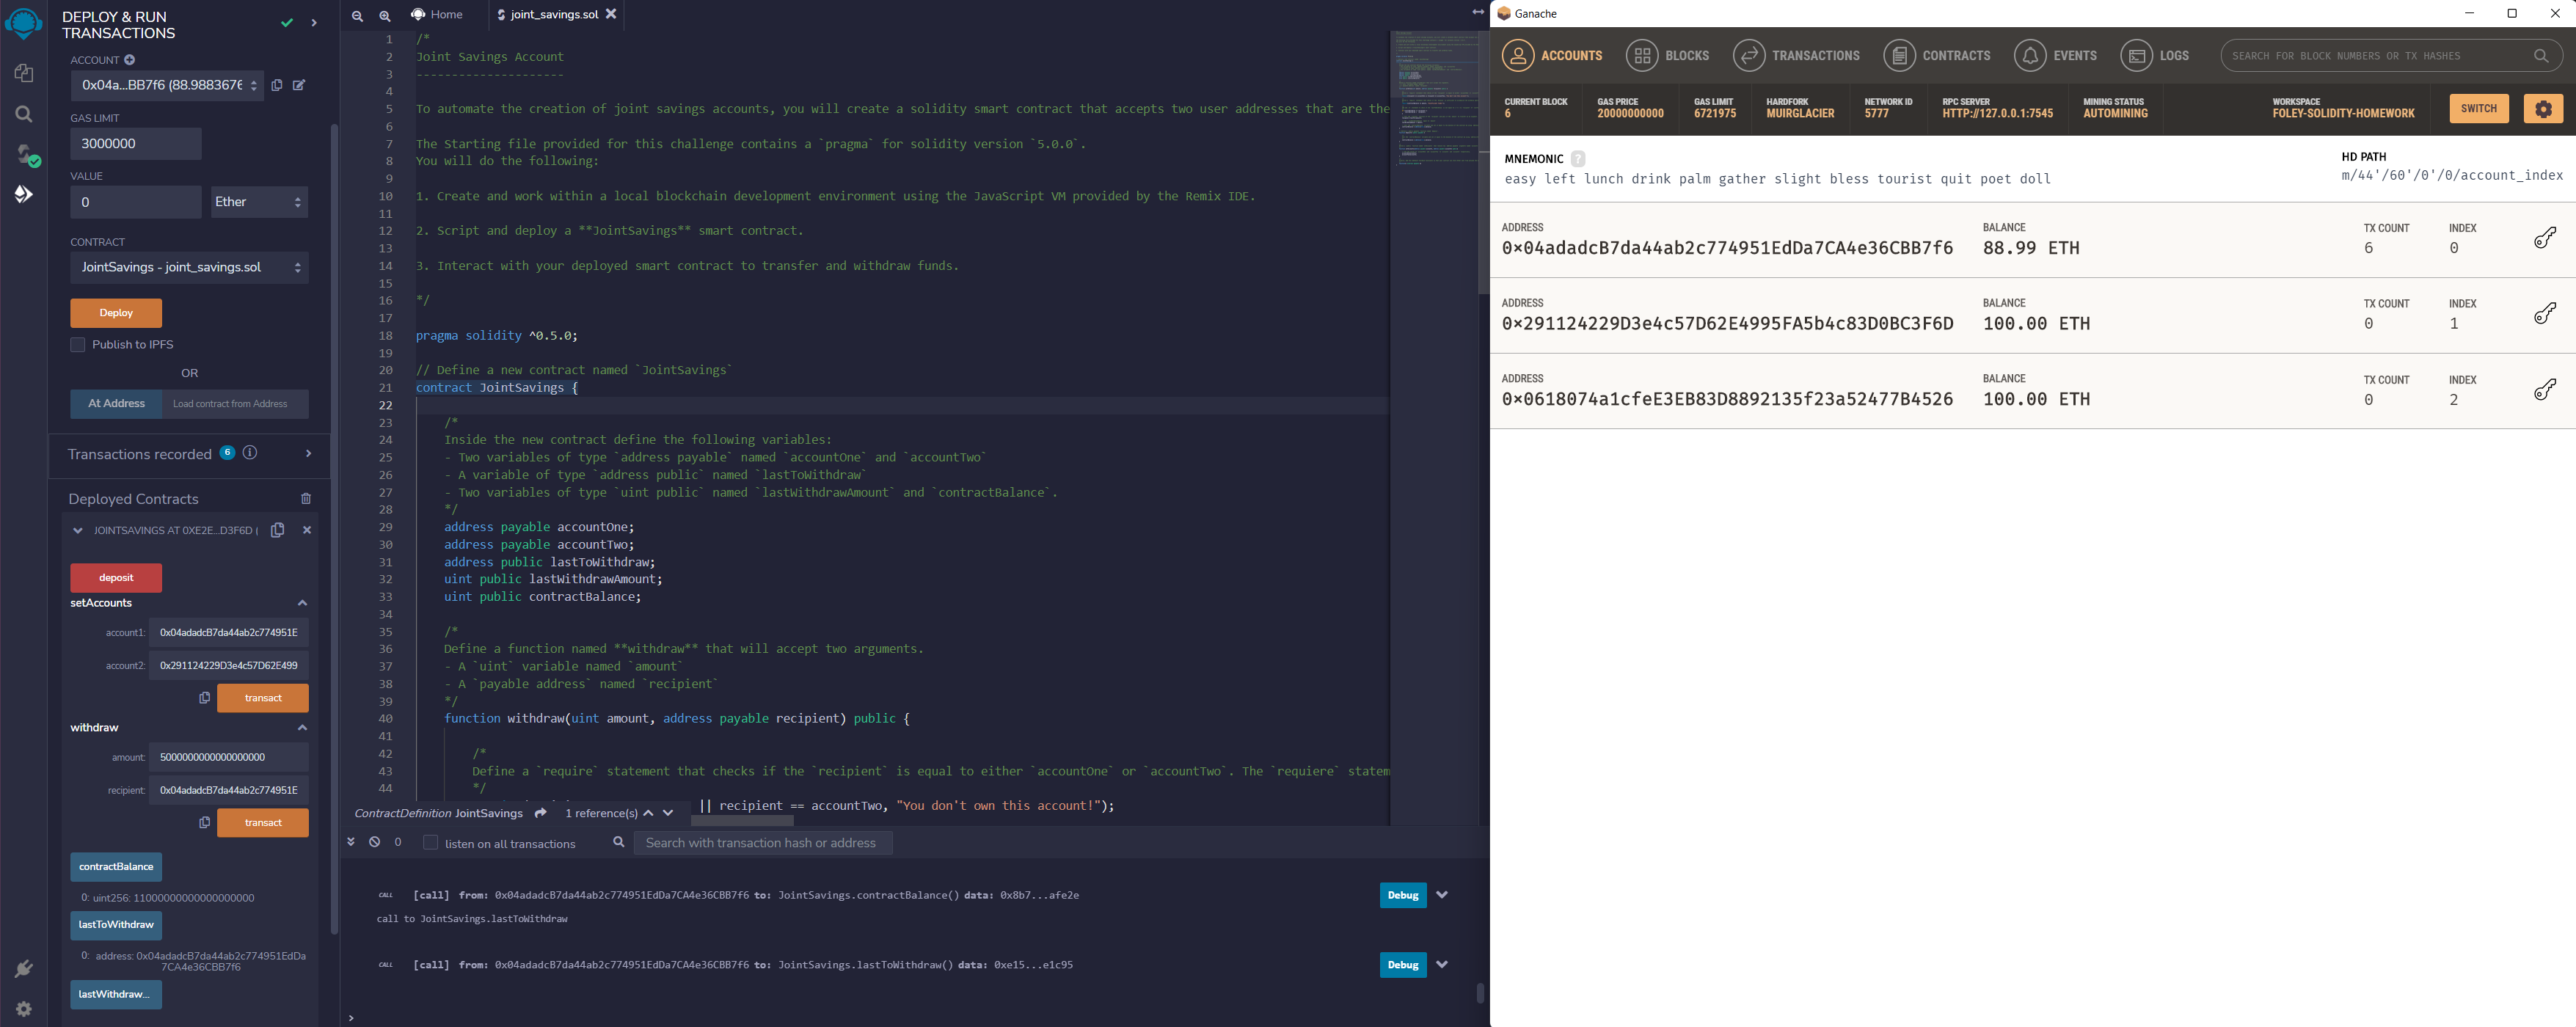 DEPLOY & RUN
TRANSACTIONS
ACCOUNT
0x04a...BB7f6 (88.9883676
GAS LIMIT
3000000
VALUE
0
Ether
CONTRACT
JointSavings - joint_savings.sol
Deploy
Publish to IPFS
OR
At Address
Load contract from Address
Transactions recorded 6 i
Deployed Contracts
JOINTSAVINGS AT 0XE2E...D3F6D (
deposit
setAccounts
account1: 0x04adadcB7da44ab2c774951E
account2: 0x291124229D3e4c57D62E499
transact
withdraw
amount: 5000000000000000000
recipient: 0x04adadcB7da44ab2c774951E
transact
contractBalance
0: uint256: 11000000000000000000
lastToWithdraw
0: address: 0x04adadcB7da44ab2c774951EdDa
7CA4e36CBB7f6
lastWithdraw...
Home
joint_savings.sol
1 /*
2 Joint Savings Account
3 ---------------------
4
5 To automate the creation of joint savings accounts, you will create a solidity smart contract that accepts two user addresses that are the
6
7 The Starting file provided for this challenge contains a `pragma` for solidity version `5.0.0`.
8 You will do the following:
9
10 1. Create and work within a local blockchain development environment using the JavaScript VM provided by the Remix IDE.
11
12 2. Script and deploy a **JointSavings** smart contract.
13
14 3. Interact with your deployed smart contract to transfer and withdraw funds.
15
16 */
17
18 pragma solidity ^0.5.0;
19
20 // Define a new contract named `JointSavings`
21 contract JointSavings {
22
23 /*
24 Inside the new contract define the following variables:
25 - Two variables of type `address payable` named `accountOne` and `accountTwo`
26 - A variable of type `address public` named `lastToWithdraw`
27 - Two variables of type `uint public` named `lastWithdrawAmount` and `contractBalance`.
28 */
29 address payable accountOne;
30 address payable accountTwo;
31 address public lastToWithdraw;
32 uint public lastWithdrawAmount;
33 uint public contractBalance;
34
35 /*
36 Define a function named **withdraw** that will accept two arguments.
37 - A `uint` variable named `amount`
38 - A `payable address` named `recipient`
39 */
40 function withdraw(uint amount, address payable recipient) public {
41
42 /*
43 Define a `require` statement that checks if the `recipient` is equal to either `accountOne` or `accountTwo`. The `requiere` statem
44 */
|| recipient == accountTwo, "You don't own this account!");
ContractDefinition JointSavings 1 reference(s)
0 listen on all transactions
Search with transaction hash or address
CALL [call] from: 0x04adadcB7da44ab2c774951EdDa7CA4e36CBB7f6 to: JointSavings.contractBalance() data: 0x8b7...afe2e
Debug
call to JointSavings.lastToWithdraw
CALL [call] from: 0x04adadcB7da44ab2c774951EdDa7CA4e36CBB7f6 to: JointSavings.lastToWithdraw() data: 0xe15...e1c95
Debug
>
Ganache
ACCOUNTS BLOCKS TRANSACTIONS CONTRACTS EVENTS LOGS
SEARCH FOR BLOCK NUMBERS OR TX HASHES
CURRENT BLOCK
6
GAS PRICE
20000000000
GAS LIMIT
6721975
HARDFORK
MUIRGLACIER
NETWORK ID
5777
RPC SERVER
HTTP://127.0.0.1:7545
MINING STATUS
AUTOMINING
WORKSPACE
FOLEY-SOLIDITY-HOMEWORK
SWITCH
MNEMONIC ?
easy left lunch drink palm gather slight bless tourist quit poet doll
HD PATH
m/44'/60'/0'/0/account_index
ADDRESS BALANCE TX COUNT INDEX
0×04adadcB7da44ab2c774951EdDa7CA4e36CBB7f6 88.99 ETH 6 0
ADDRESS BALANCE TX COUNT INDEX
0×291124229D3e4c57D62E4995FA5b4c83D0BC3F6D 100.00 ETH 0 1
ADDRESS BALANCE TX COUNT INDEX
0×0618074a1cfeE3EB83D8892135f23a52477B4526 100.00 ETH 0 2